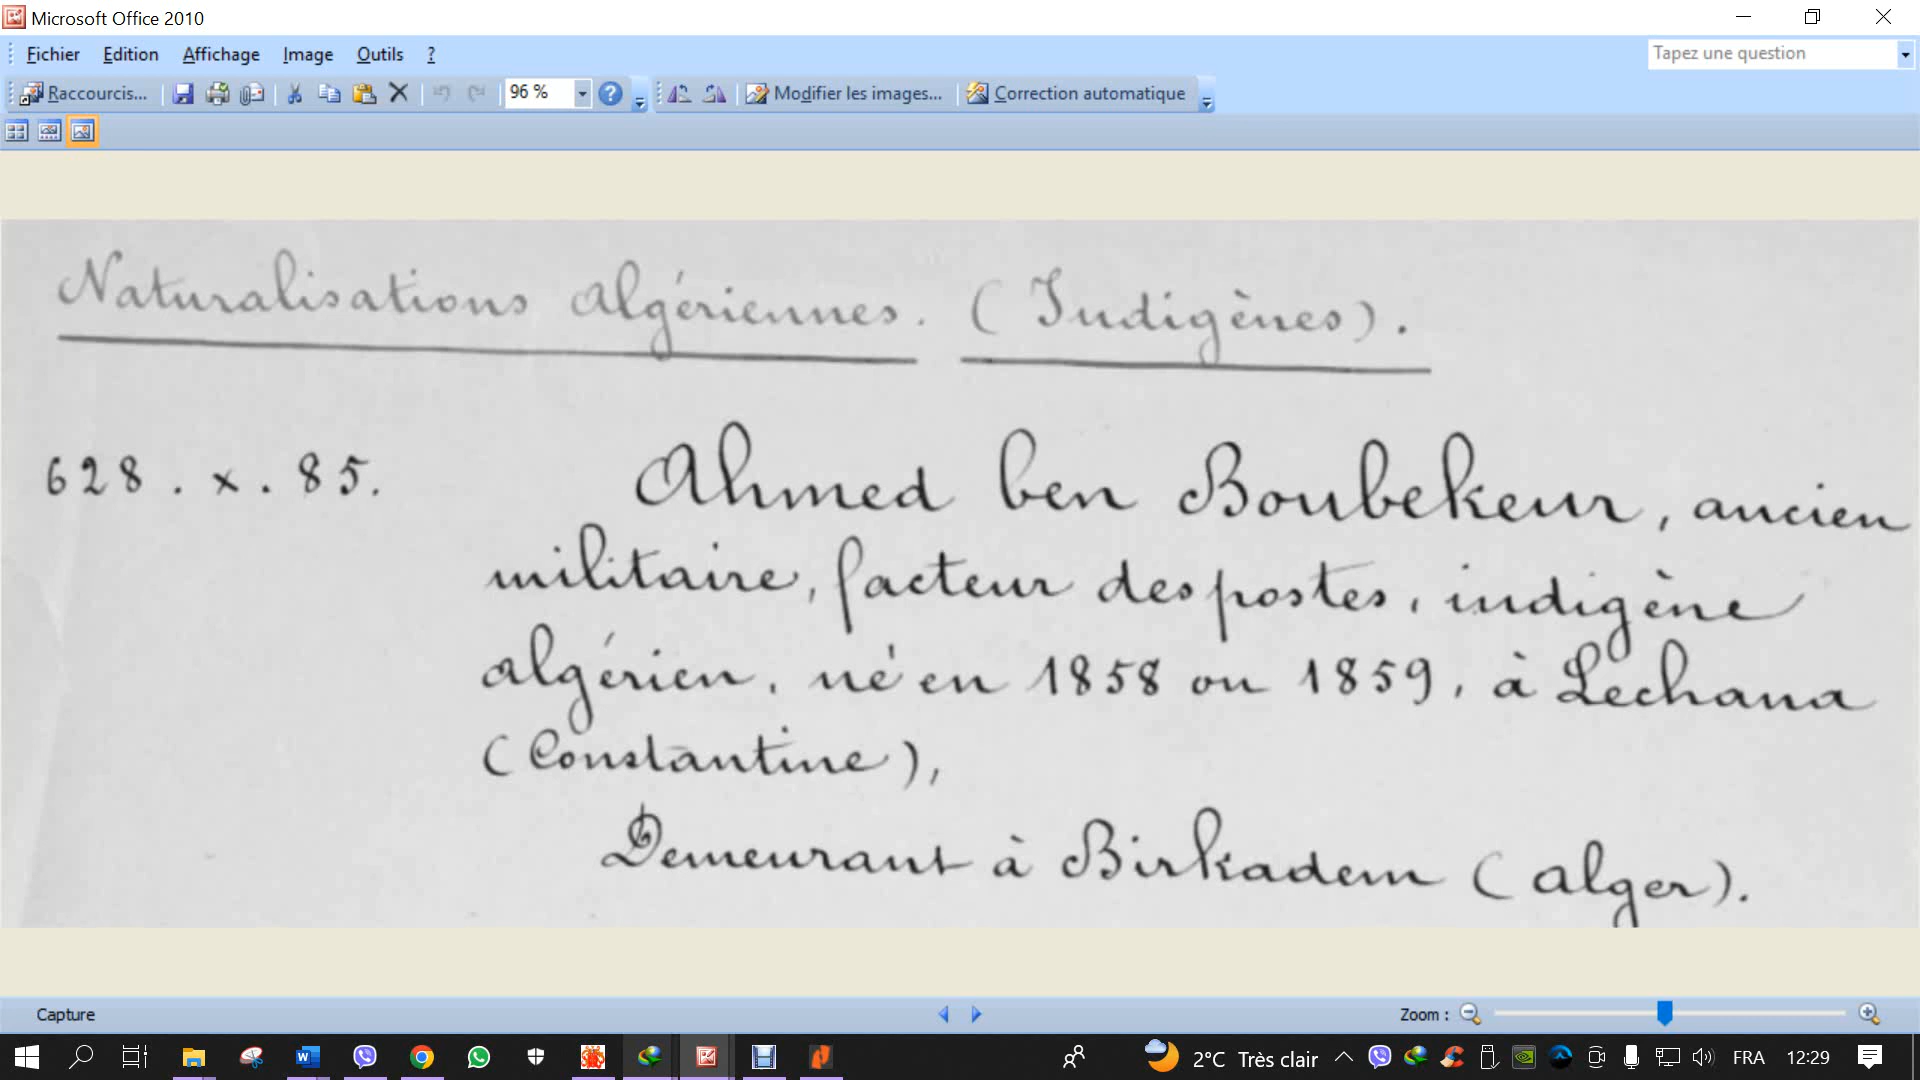 Microsoft Office 2010
Fichier Edition Affichage Image Outils ?
Tapez une question
Raccourcis... 96 % Modifier les images... Correction automatique
Naturalisations algériennes. (Indigènes).
628 . x . 85. Ahmed ben Boubekeur, ancien
militaire, facteur des postes, indigène
algérien, né en 1858 ou 1859, à Lechana
(Constantine),
Demeurant à Birkadem (alger).
Capture
Zoom :
2°C Très clair FRA 12:29